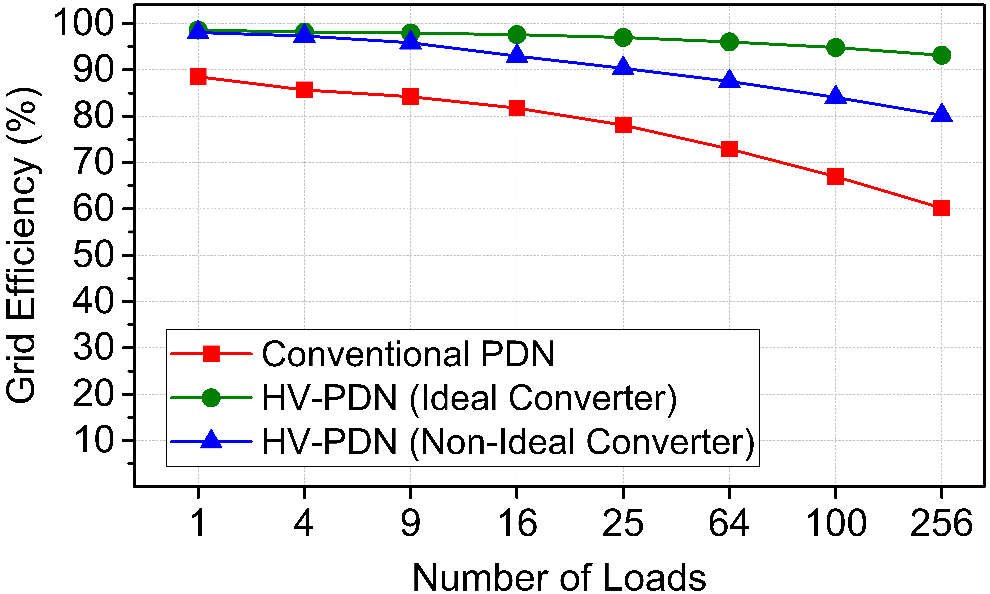 Grid Efficiency (%)
100
90
80
70
60
50
40
30
20
10
Conventional PDN
HV-PDN (Ideal Converter)
HV-PDN (Non-Ideal Converter)
1 4 9 16 25 64 100 256
Number of Loads